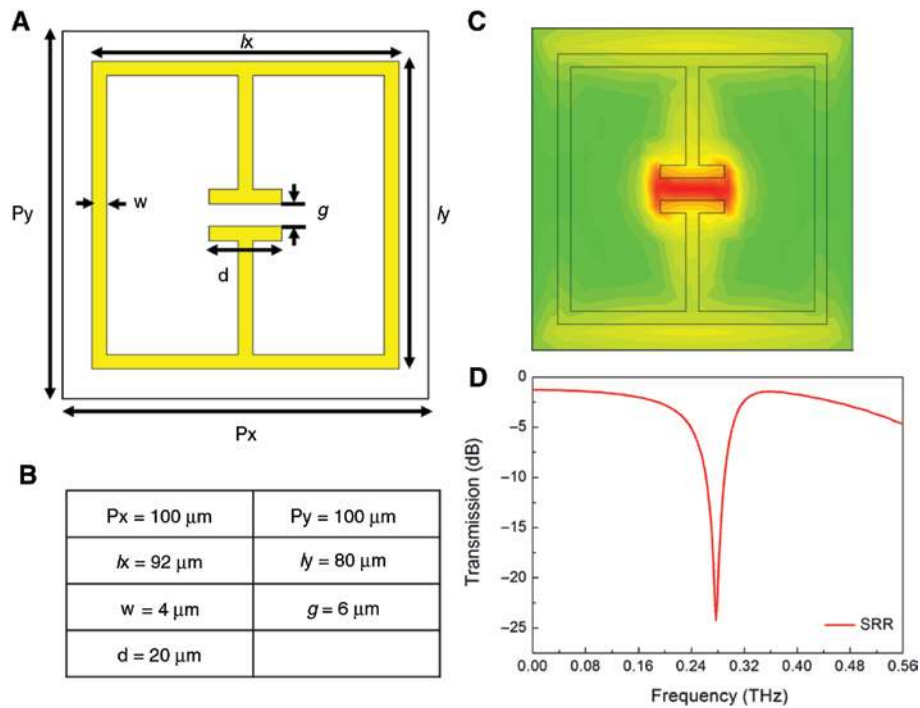 A
lx
w
Py
g
ly
d
Px
B
Px = 100 μm Py = 100 μm
lx = 92 μm ly = 80 μm
w = 4 μm g = 6 μm
d = 20 μm
C
D
0
–5
–10
–15
–20
–25
Transmission (dB)
SRR
0.00 0.08 0.16 0.24 0.32 0.40 0.48 0.56
Frequency (THz)